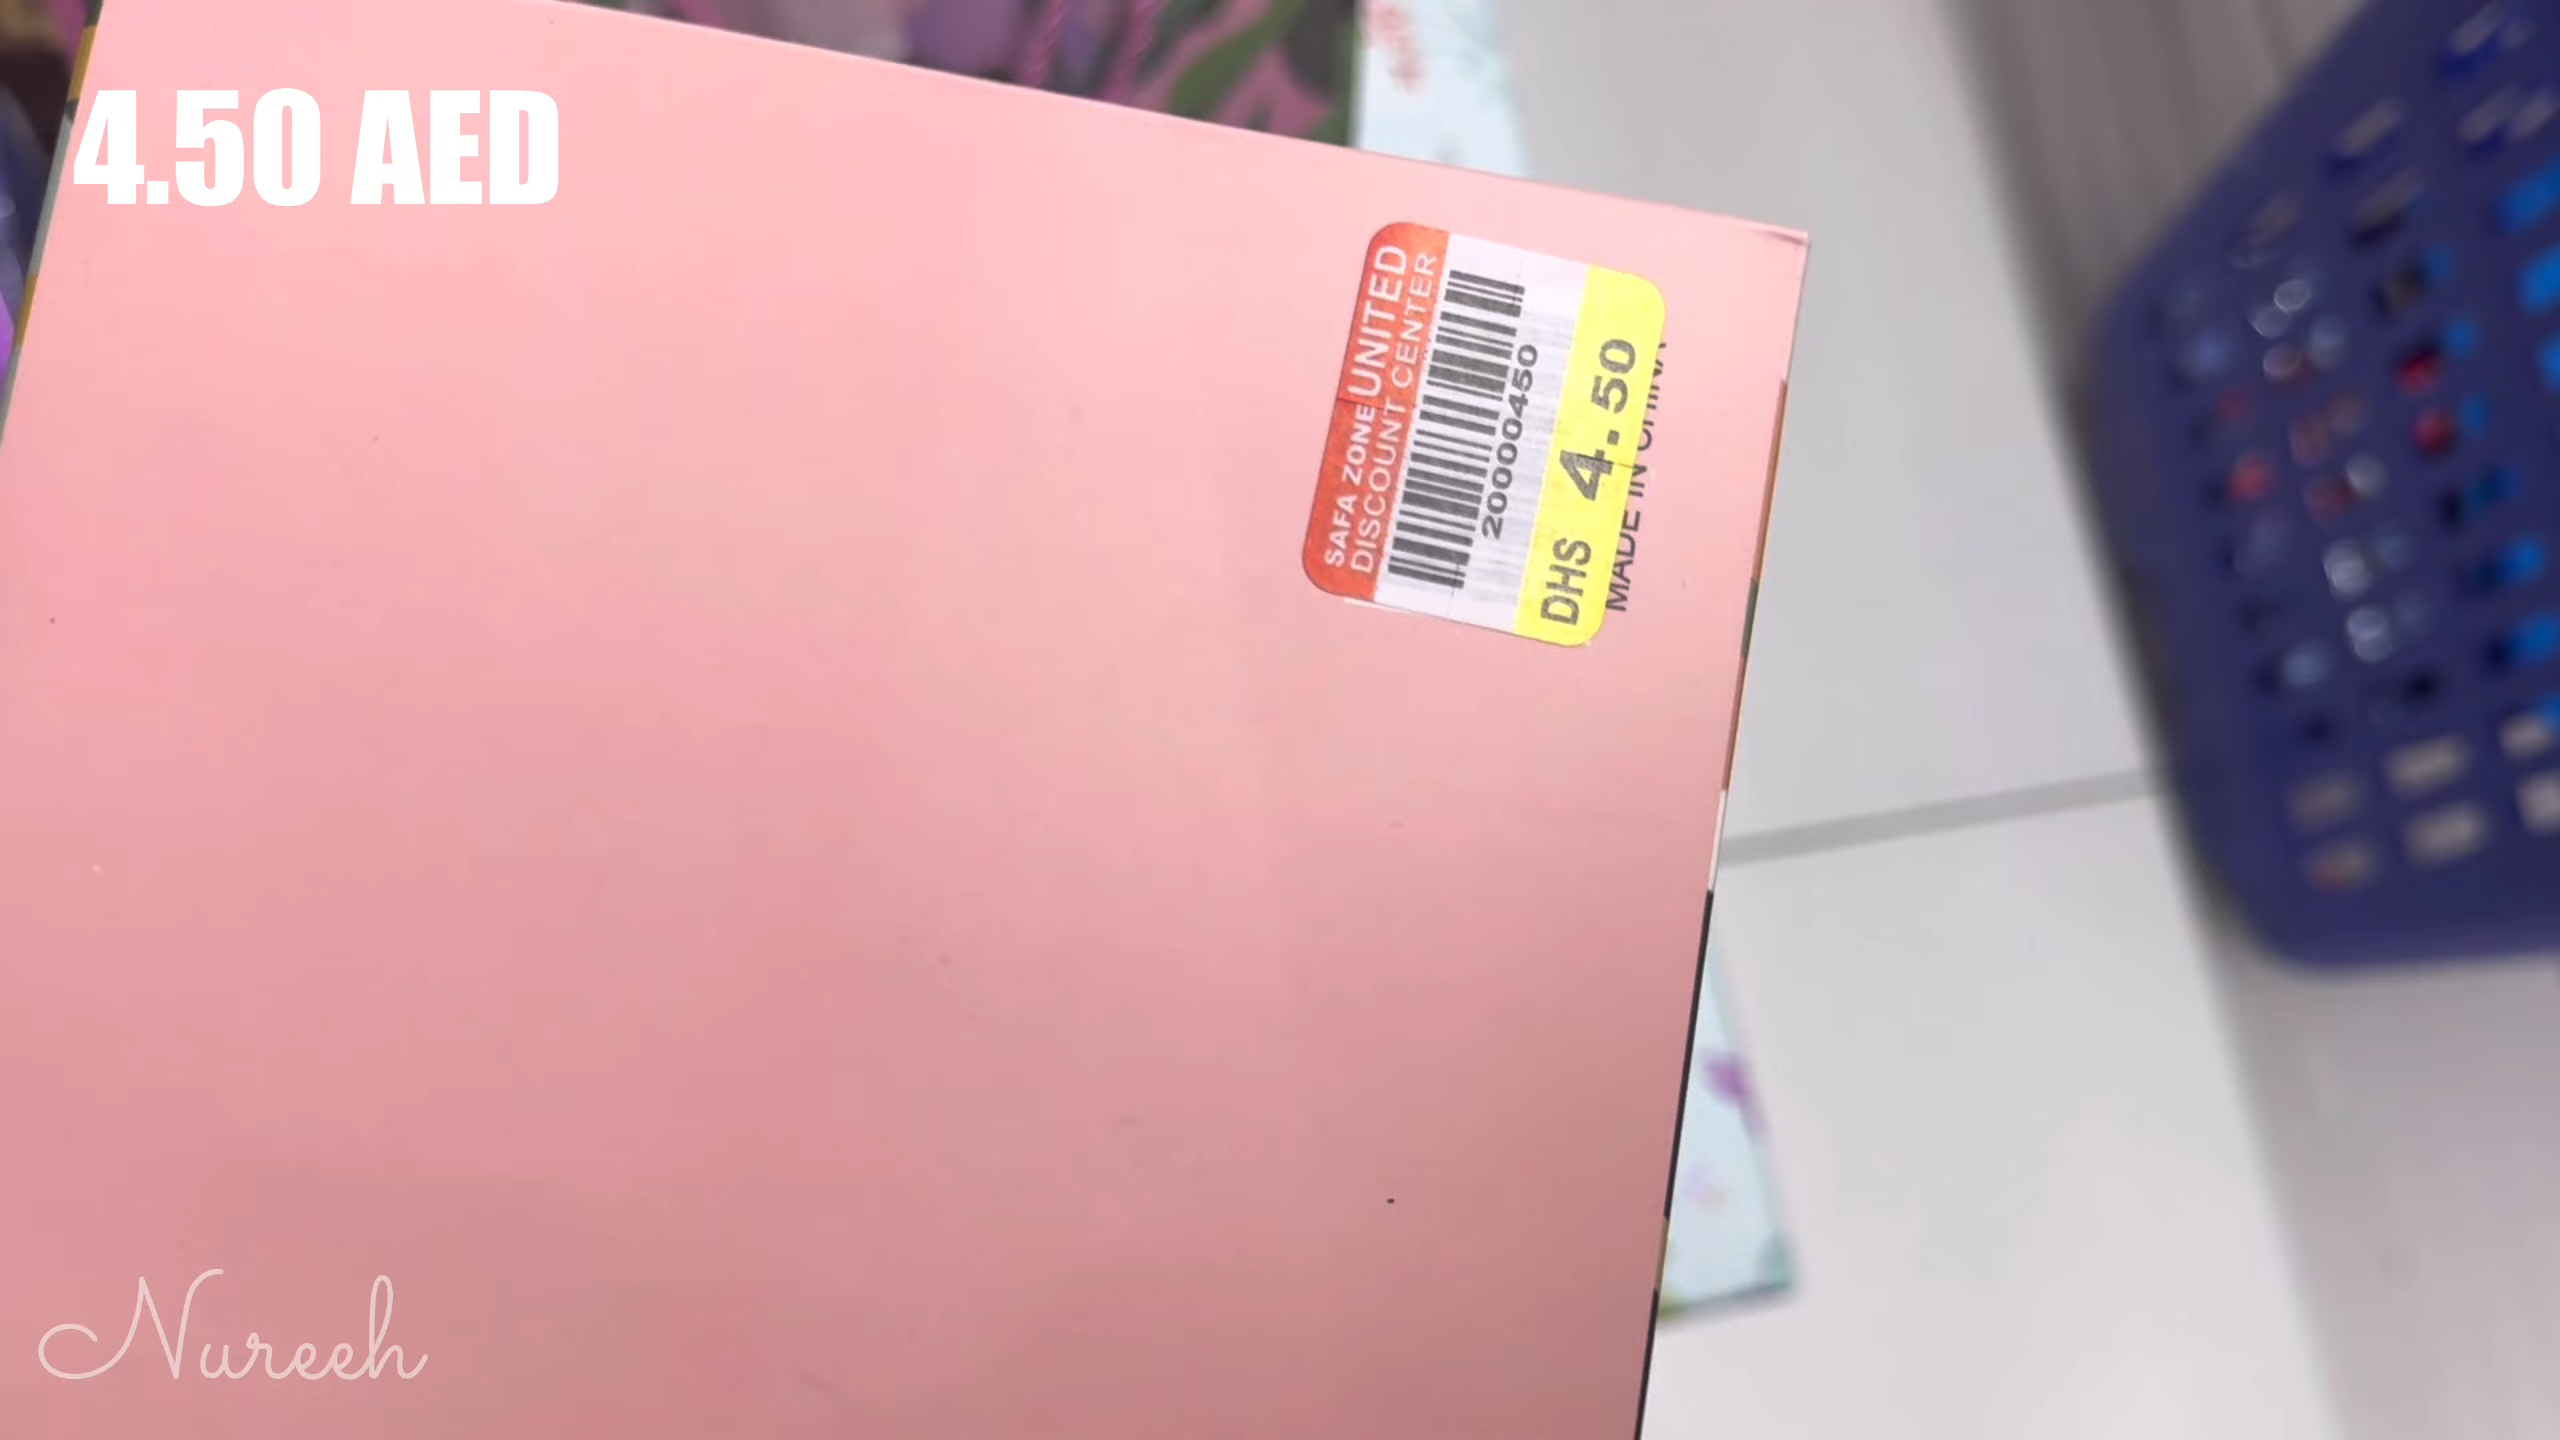 4.50 AED
SAFA ZONE UNITED
DISCOUNT CENTER
20000450
DHS 4.50
MADE IN CHINA
Nureeh